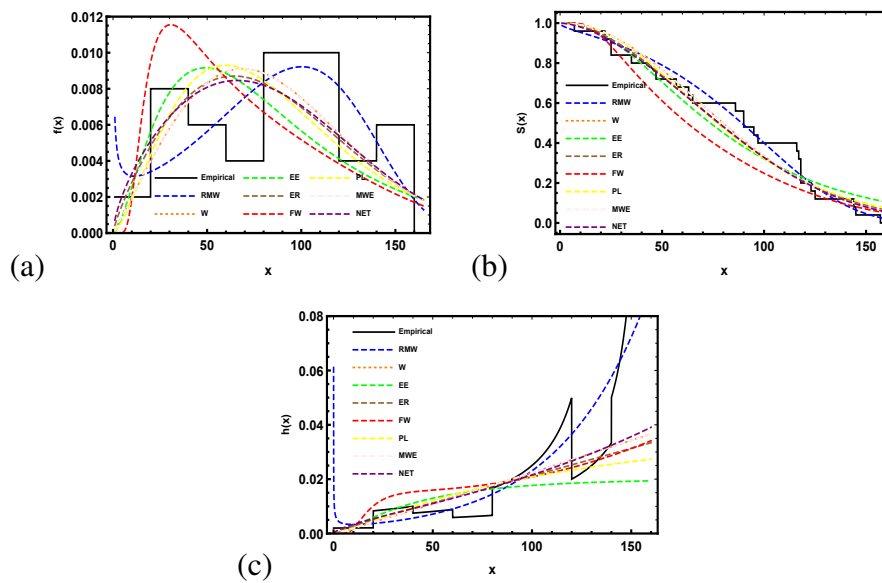 0.012
0.010
0.008
0.006
0.004
0.002
0.000
f(x)
Empirical
RMW
W
EE
ER
FW
PL
MWE
NET
0
50
100
150
x
(a)
1.0
0.8
0.6
0.4
0.2
0.0
S(x)
Empirical
RMW
W
EE
ER
FW
PL
MWE
NET
0
50
100
150
x
(b)
0.08
0.06
0.04
0.02
0.00
h(x)
Empirical
RMW
W
EE
ER
FW
PL
MWE
NET
0
50
100
150
x
(c)